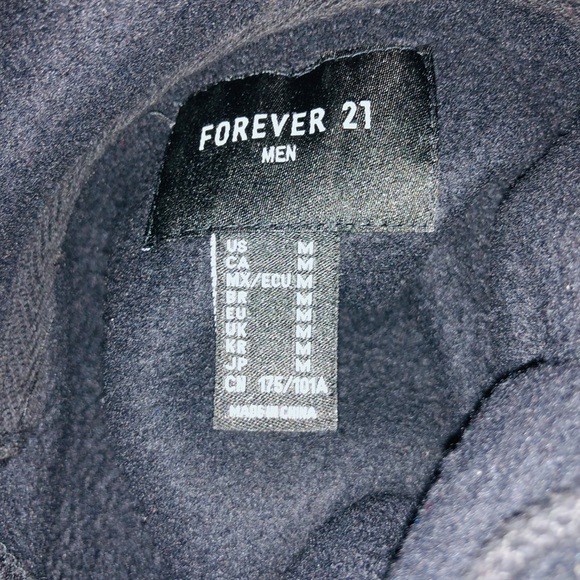 FOREVER 21
MEN
US M
CA M
MX/ECU M
BR M
EU M
UK M
KR M
JP M
CN 175/101A
MADE IN CHINA